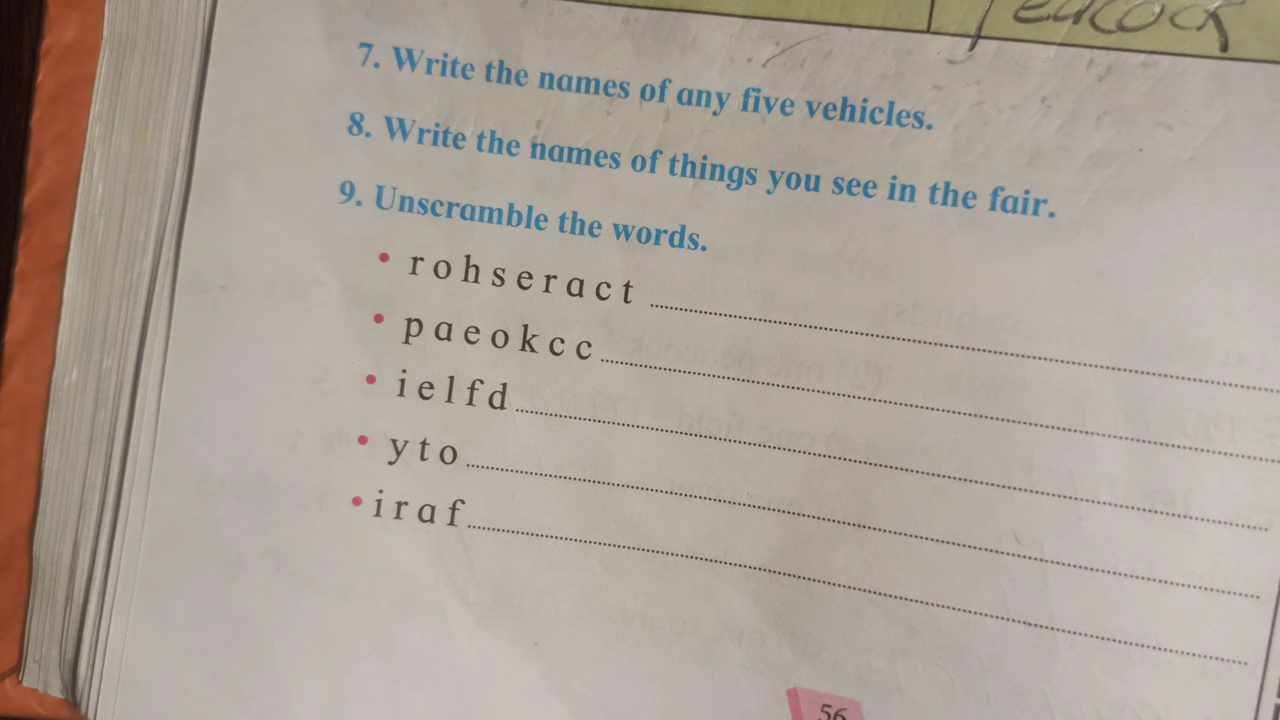 Peacock
7. Write the names of any five vehicles.
8. Write the names of things you see in the fair.
9. Unscramble the words.
• r o h s e r a c t ................................
• p a e o k c c ................................
• i e l f d ................................
• y t o ................................
• i r a f ................................
56